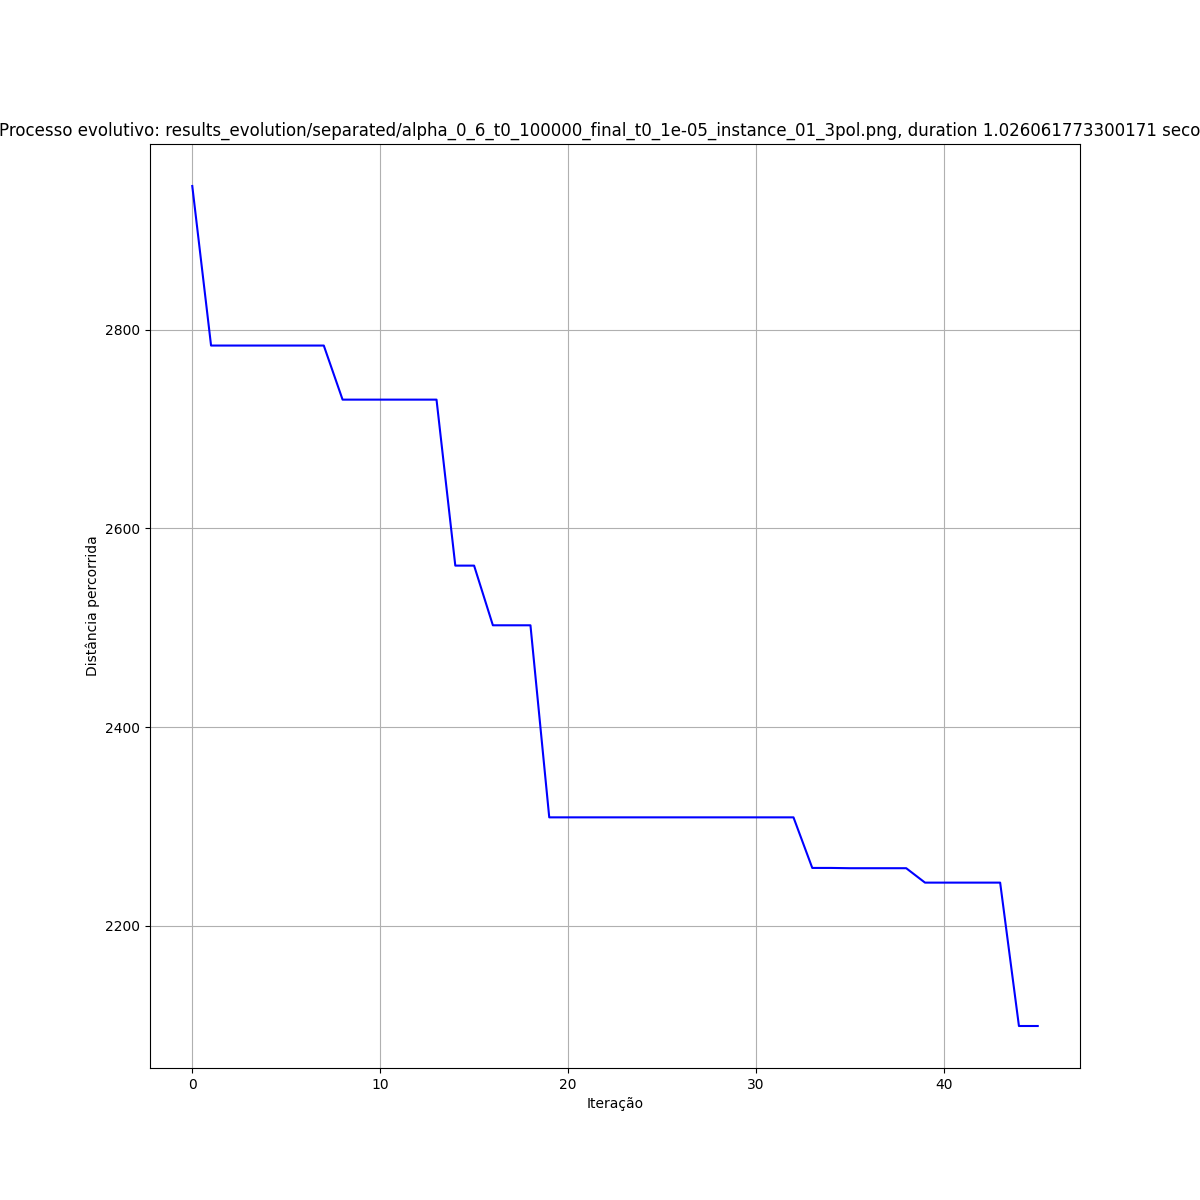 Processo evolutivo: results_evolution/separated/alpha_0_6_t0_100000_final_t0_1e-05_instance_01_3pol.png, duration 1.026061773300171 seco
2800
2600
2400
2200
Distância percorrida
0 10 20 30 40
Iteração